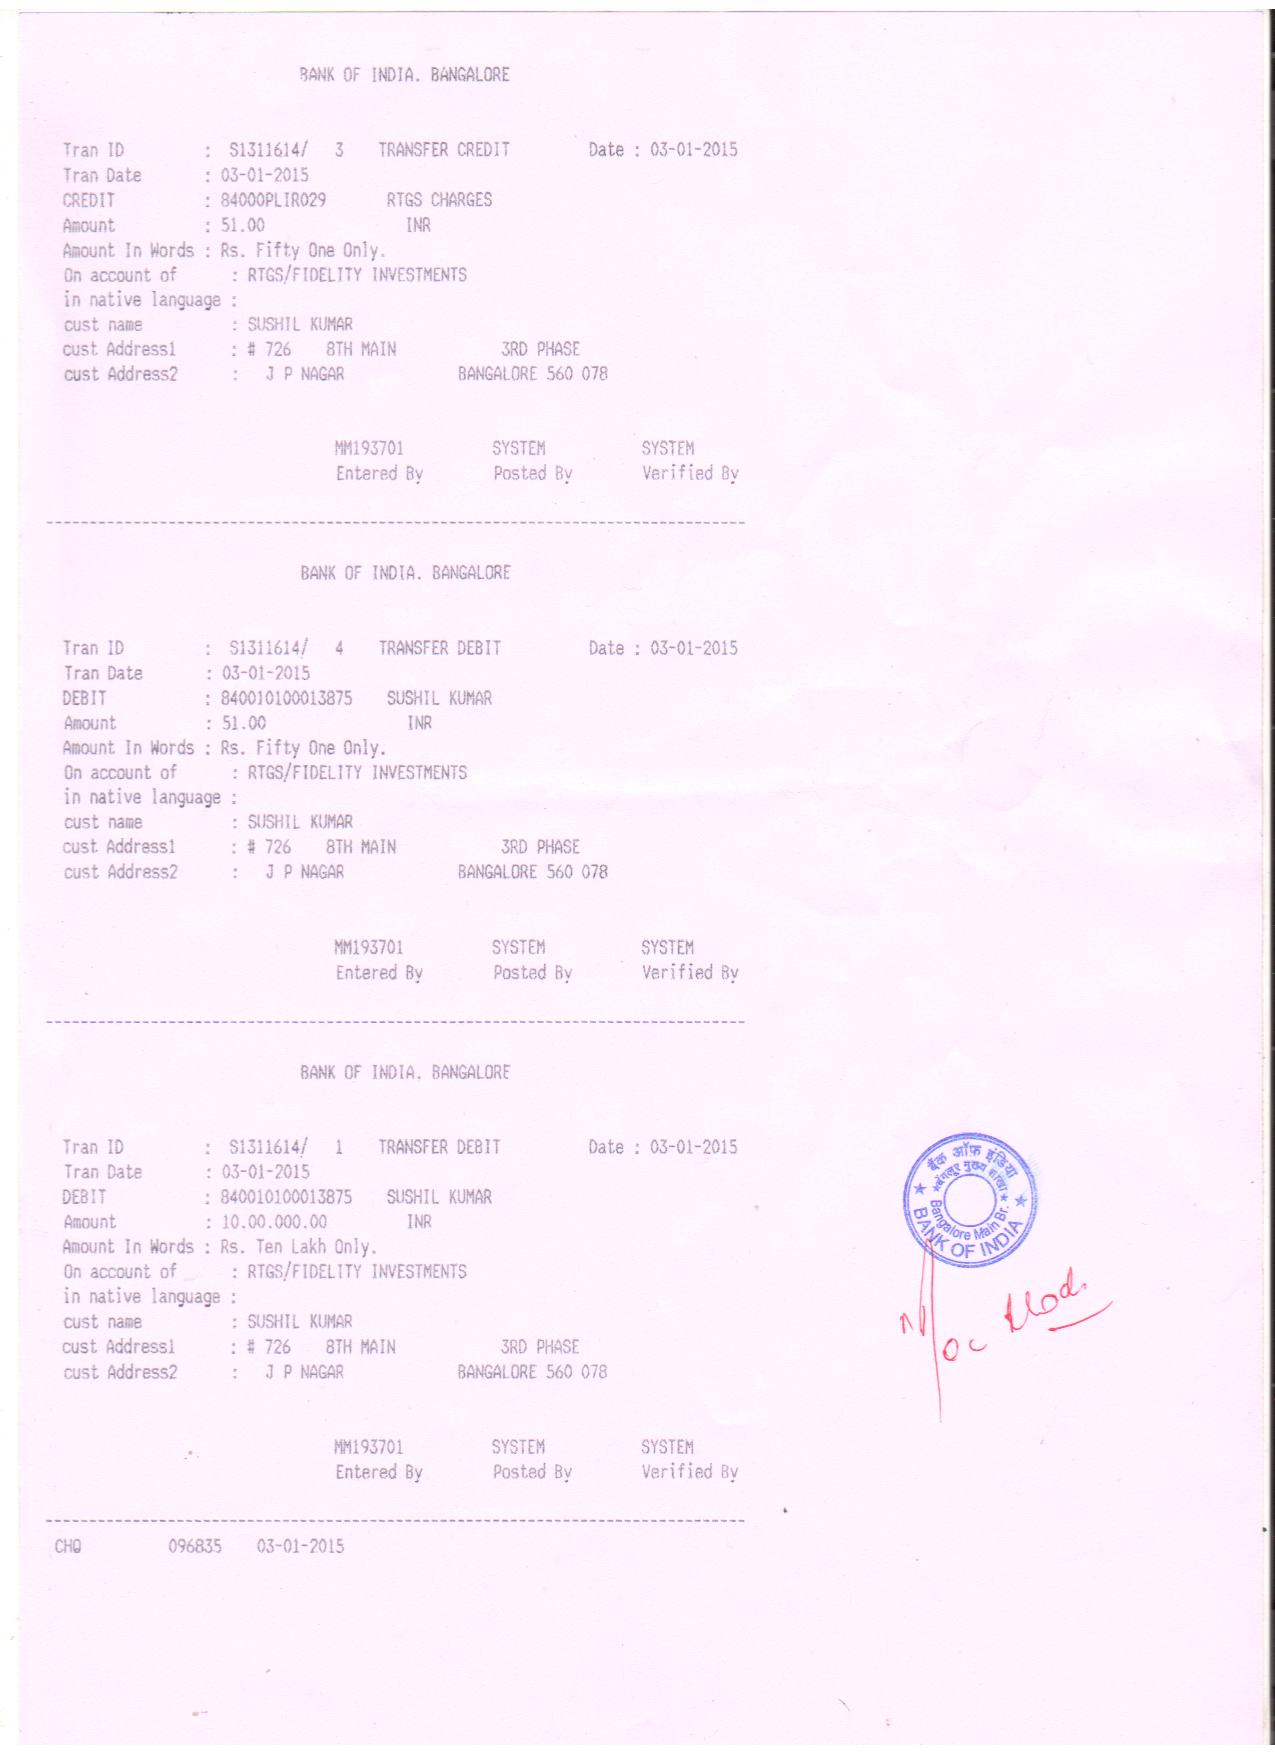 BANK OF INDIA. BANGALORE
Tran ID : S1311614/ 3 TRANSFER CREDIT Date : 03-01-2015
Tran Date : 03-01-2015
CREDIT : 84000PLIR029 RTGS CHARGES
Amount : 51.00 INR
Amount In Words : Rs. Fifty One Only.
On account of : RTGS/FIDELITY INVESTMENTS
in native language :
cust name : SUSHIL KUMAR
cust Address1 : # 726 8TH MAIN 3RD PHASE
cust Address2 : J P NAGAR BANGALORE 560 078
MM193701 SYSTEM SYSTEM
Entered By Posted By Verified By
BANK OF INDIA. BANGALORE
Tran ID : S1311614/ 4 TRANSFER DEBIT Date : 03-01-2015
Tran Date : 03-01-2015
DEBIT : 840010100013875 SUSHIL KUMAR
Amount : 51.00 INR
Amount In Words : Rs. Fifty One Only.
On account of : RTGS/FIDELITY INVESTMENTS
in native language :
cust name : SUSHIL KUMAR
cust Address1 : # 726 8TH MAIN 3RD PHASE
cust Address2 : J P NAGAR BANGALORE 560 078
MM193701 SYSTEM SYSTEM
Entered By Posted By Verified By
BANK OF INDIA. BANGALORE
Tran ID : S1311614/ 1 TRANSFER DEBIT Date : 03-01-2015
Tran Date : 03-01-2015
DEBIT : 840010100013875 SUSHIL KUMAR
Amount : 10.00.000.00 INR
Amount In Words : Rs. Ten Lakh Only.
On account of : RTGS/FIDELITY INVESTMENTS
in native language :
cust name : SUSHIL KUMAR
cust Address1 : # 726 8TH MAIN 3RD PHASE
cust Address2 : J P NAGAR BANGALORE 560 078
MM193701 SYSTEM SYSTEM
Entered By Posted By Verified By
CHQ 096835 03-01-2015
बैंक ऑफ़ इंडिया
बेंगलूर मुख्य शाखा
Bangalore Main Br.
BANK OF INDIA